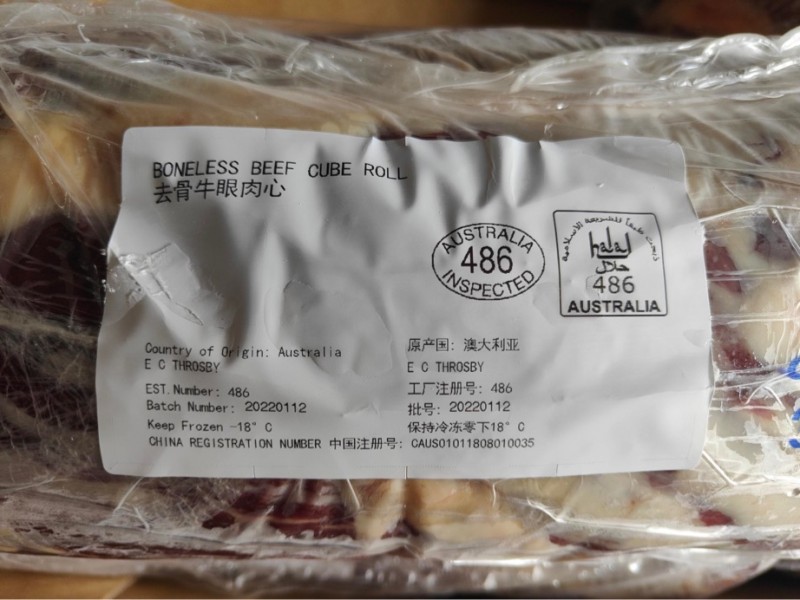 BONELESS BEEF CUBE ROLL
去骨牛眼肉心
AUSTRALIA
486
INSPECTED
halal
حلال
486
AUSTRALIA
Country of Origin: Australia
E C THROSBY
EST.Number: 486
Batch Number: 20220112
Keep Frozen -18° C
原产国: 澳大利亚
E C THROSBY
工厂注册号: 486
批号: 20220112
保持冷冻零下18° C
CHINA REGISTRATION NUMBER 中国注册号: CAUS01011808010035